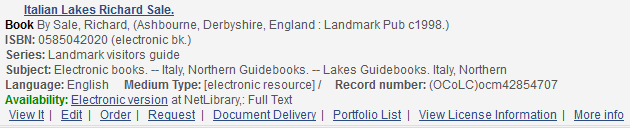 Italian Lakes Richard Sale.
Book By Sale, Richard, (Ashbourne, Derbyshire, England : Landmark Pub c1998.)
ISBN: 0585042020 (electronic bk.)
Series: Landmark visitors guide
Subject: Electronic books. -- Italy, Northern Guidebooks. -- Lakes Guidebooks. Italy, Northern
Language: English Medium Type: [electronic resource] / Record number: (OCoLC)ocm42854707
Availability: Electronic version at NetLibrary,: Full Text
View It | Edit | Order | Request | Document Delivery | Portfolio List | View License Information | More info